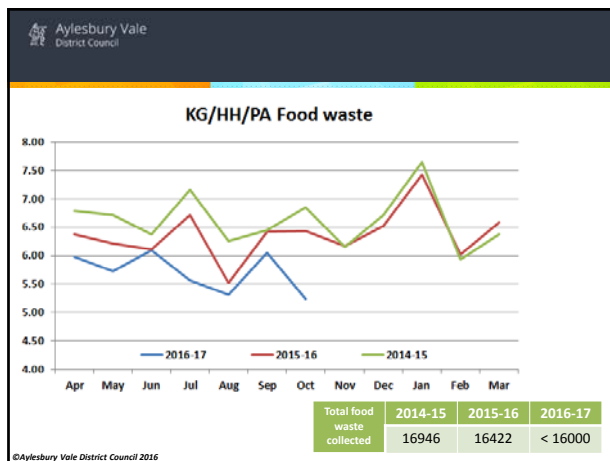 Aylesbury Vale
District Council
KG/HH/PA Food waste
8.00
7.50
7.00
6.50
6.00
5.50
5.00
4.50
4.00
2016-17 2015-16 2014-15
Apr May Jun Jul Aug Sep Oct Nov Dec Jan Feb Mar
Total food waste collected 2014-15 2015-16 2016-17
16946 16422 < 16000
©Aylesbury Vale District Council 2016